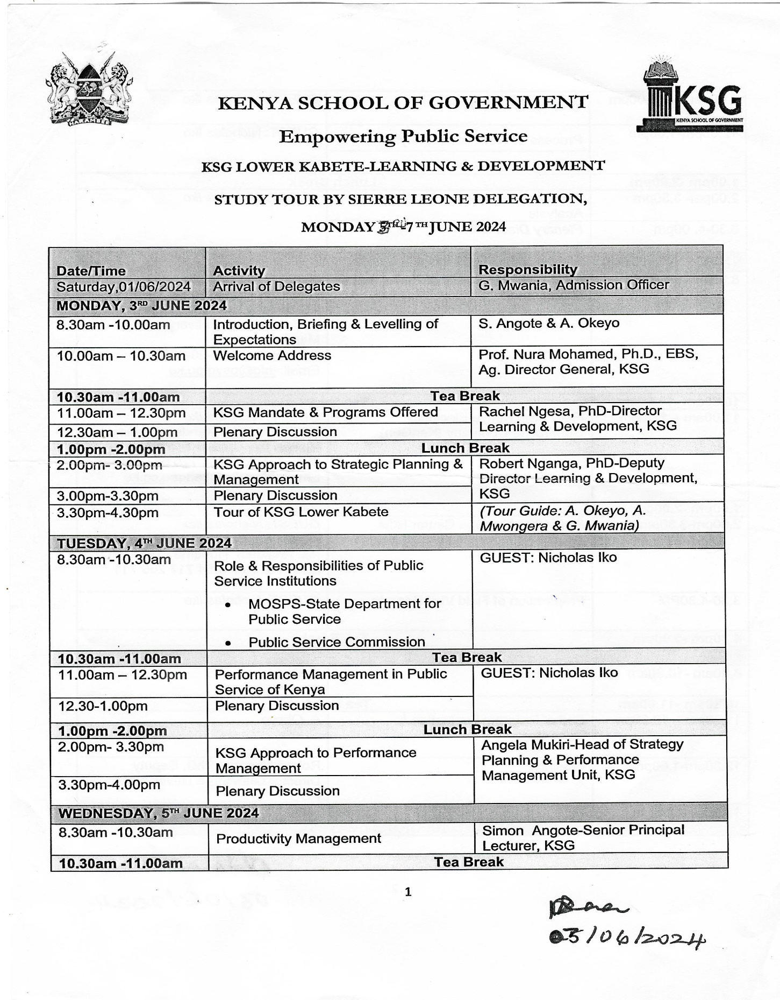 HARAMBEE
KSG
KENYA SCHOOL OF GOVERNMENT
KENYA SCHOOL OF GOVERNMENT
Empowering Public Service
KSG LOWER KABETE-LEARNING & DEVELOPMENT
STUDY TOUR BY SIERRE LEONE DELEGATION,
MONDAY -7TH JUNE 2024
Date/Time Activity Responsibility
Saturday,01/06/2024 Arrival of Delegates G. Mwania, Admission Officer
MONDAY, 3RD JUNE 2024
8.30am -10.00am Introduction, Briefing & Levelling of S. Angote & A. Okeyo
Expectations
10.00am – 10.30am Welcome Address Prof. Nura Mohamed, Ph.D., EBS,
Ag. Director General, KSG
10.30am -11.00am Tea Break
11.00am – 12.30pm KSG Mandate & Programs Offered Rachel Ngesa, PhD-Director
12.30am – 1.00pm Plenary Discussion Learning & Development, KSG
1.00pm -2.00pm Lunch Break
2.00pm- 3.00pm KSG Approach to Strategic Planning & Robert Nganga, PhD-Deputy
Management Director Learning & Development,
3.00pm-3.30pm Plenary Discussion KSG
3.30pm-4.30pm Tour of KSG Lower Kabete (Tour Guide: A. Okeyo, A.
Mwongera & G. Mwania)
TUESDAY, 4TH JUNE 2024
8.30am -10.30am GUEST: Nicholas Iko
Role & Responsibilities of Public
Service Institutions
• MOSPS-State Department for
Public Service
• Public Service Commission
10.30am -11.00am Tea Break
11.00am – 12.30pm Performance Management in Public GUEST: Nicholas Iko
Service of Kenya
12.30-1.00pm Plenary Discussion
1.00pm -2.00pm Lunch Break
2.00pm- 3.30pm KSG Approach to Performance Angela Mukiri-Head of Strategy
Management Planning & Performance
Management Unit, KSG
3.30pm-4.00pm Plenary Discussion
WEDNESDAY, 5TH JUNE 2024
8.30am -10.30am Productivity Management Simon Angote-Senior Principal
Lecturer, KSG
10.30am -11.00am Tea Break
1
03/06/2024